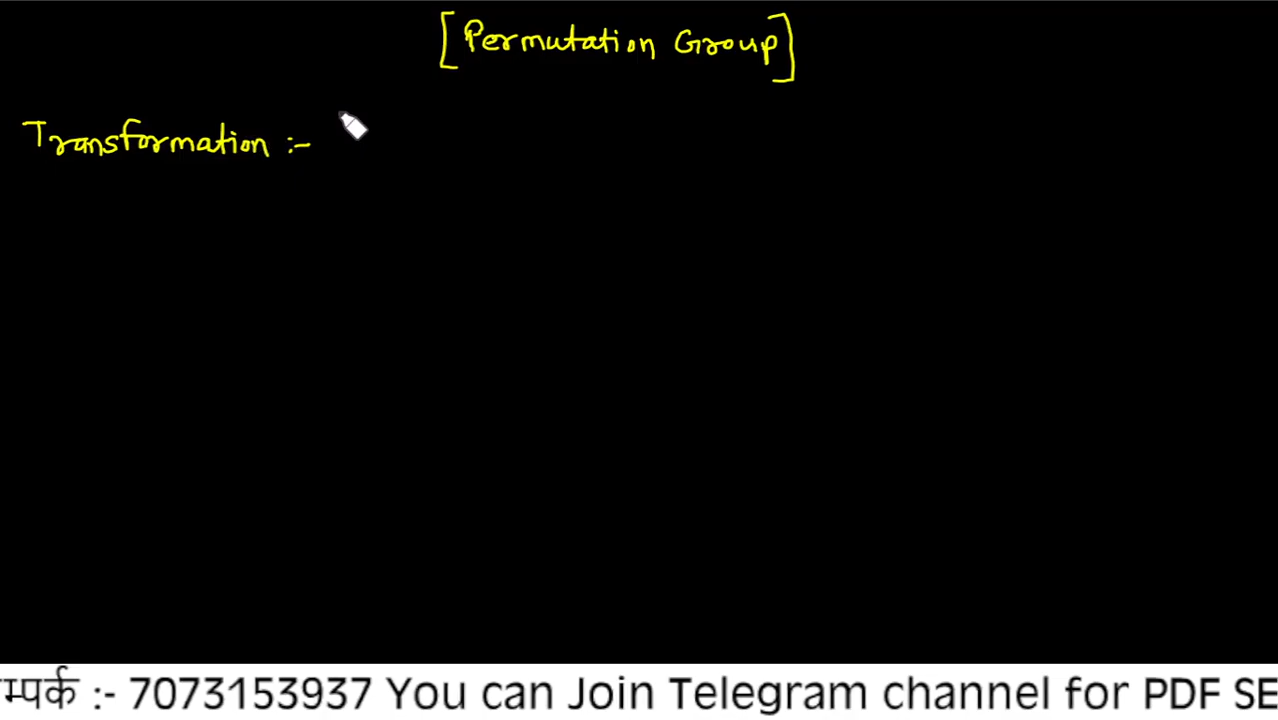 [Permutation Group]
Transformation :-
म्पर्क :- 7073153937 You can Join Telegram channel for PDF SE